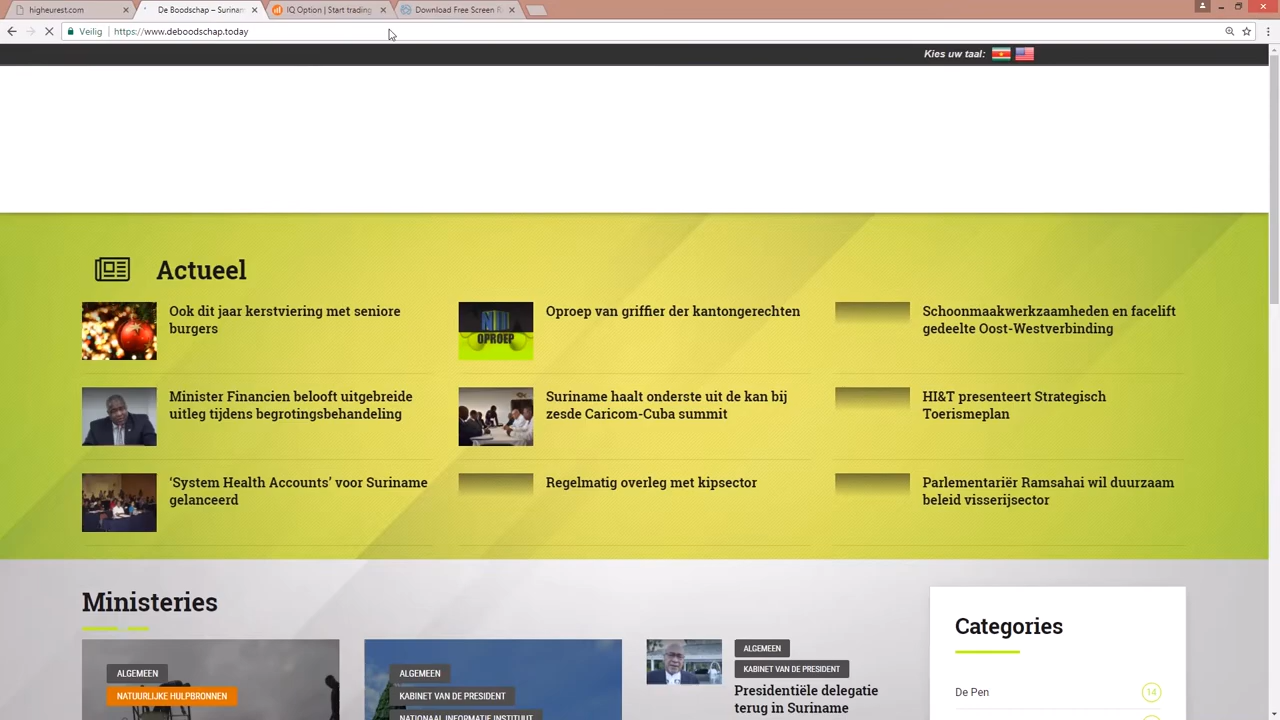 higheurest.com
De Boodschap – Surinam
IQ Option | Start trading
Download Free Screen R
Veilig
https://www.deboodschap.today
Kies uw taal:
Actueel
Ook dit jaar kerstviering met seniore
burgers
OPROEP
Oproep van griffier der kantongerechten
Schoonmaakwerkzaamheden en facelift
gedeelte Oost-Westverbinding
Minister Financien belooft uitgebreide
uitleg tijdens begrotingsbehandeling
Suriname haalt onderste uit de kan bij
zesde Caricom-Cuba summit
HI&T presenteert Strategisch
Toerismeplan
‘System Health Accounts’ voor Suriname
gelanceerd
Regelmatig overleg met kipsector
Parlementariër Ramsahai wil duurzaam
beleid visserijsector
Ministeries
ALGEMEEN
NATUURLIJKE HULPBRONNEN
ALGEMEEN
KABINET VAN DE PRESIDENT
NATIONAAL INFORMATIE INSTITUUT
ALGEMEEN
KABINET VAN DE PRESIDENT
Presidentiële delegatie
terug in Suriname
Categories
De Pen
14